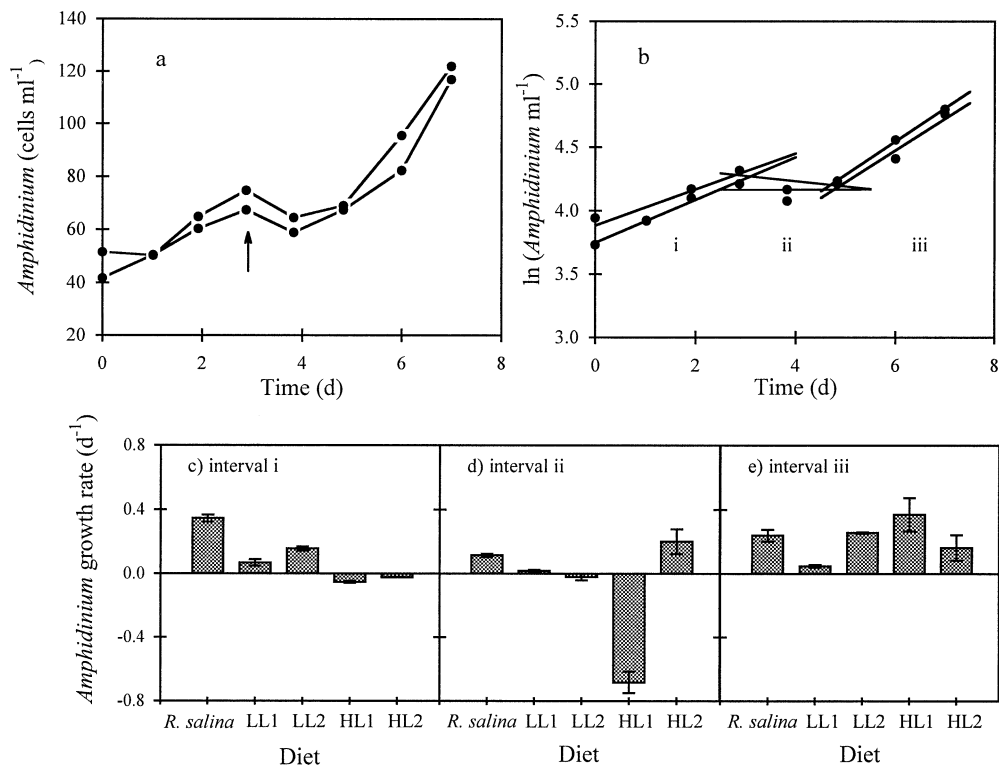 a
140
120
100
80
60
40
20
0 2 4 6 8
Time (d)
Amphidinium (cells ml⁻¹)
b
5.5
5.0
4.5
4.0
3.5
3.0
i ii iii
0 2 4 6 8
Time (d)
ln (Amphidinium ml⁻¹)
Amphidinium growth rate (d⁻¹)
0.8
0.4
0.0
-0.4
-0.8
c) interval i
d) interval ii
e) interval iii
R. salina LL1 LL2 HL1 HL2
R. salina LL1 LL2 HL1 HL2
R. salina LL1 LL2 HL1 HL2
Diet
Diet
Diet